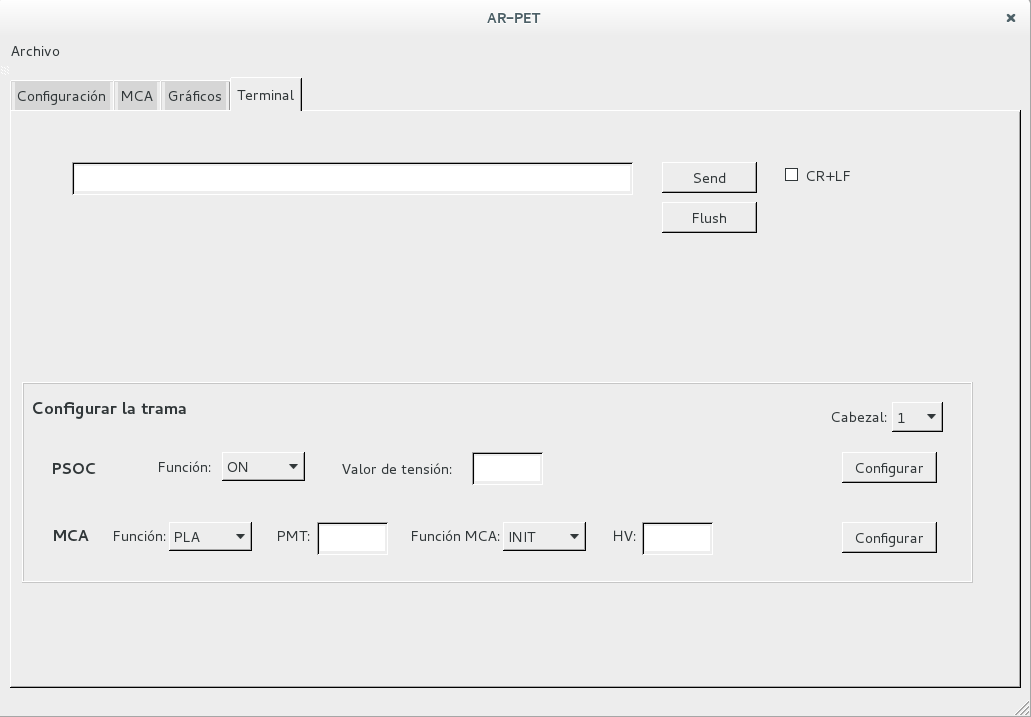 AR-PET
Archivo
Configuración MCA Gráficos Terminal
Send CR+LF
Flush
Configurar la trama
Cabezal: 1
PSOC Función: ON Valor de tensión: Configurar
MCA Función: PLA PMT: Función MCA: INIT HV: Configurar